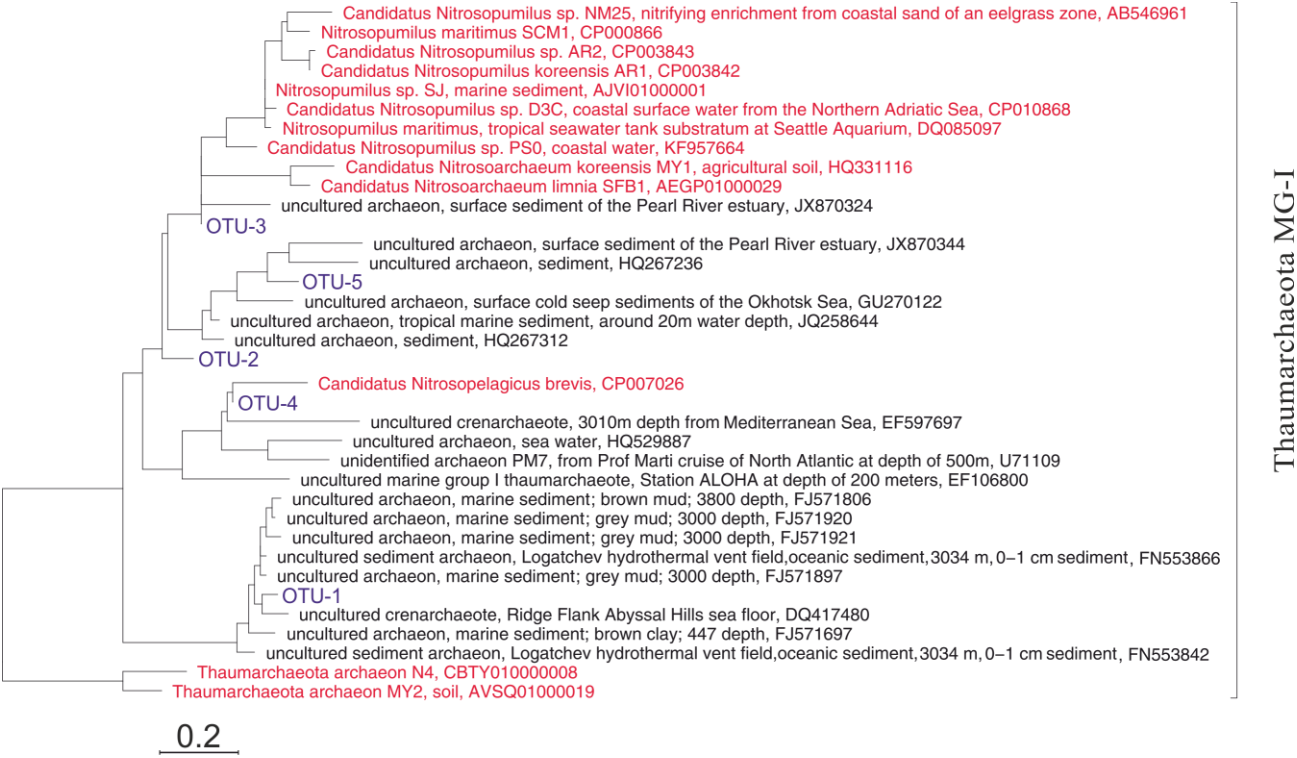 Candidatus Nitrosopumilus sp. NM25, nitrifying enrichment from coastal sand of an eelgrass zone, AB546961
Nitrosopumilus maritimus SCM1, CP000866
Candidatus Nitrosopumilus sp. AR2, CP003843
Candidatus Nitrosopumilus koreensis AR1, CP003842
Nitrosopumilus sp. SJ, marine sediment, AJVI01000001
Candidatus Nitrosopumilus sp. D3C, coastal surface water from the Northern Adriatic Sea, CP010868
Nitrosopumilus maritimus, tropical seawater tank substratum at Seattle Aquarium, DQ085097
Candidatus Nitrosopumilus sp. PS0, coastal water, KF957664
Candidatus Nitrosoarchaeum koreensis MY1, agricultural soil, HQ331116
Candidatus Nitrosoarchaeum limnia SFB1, AEGP01000029
uncultured archaeon, surface sediment of the Pearl River estuary, JX870324
OTU-3
uncultured archaeon, surface sediment of the Pearl River estuary, JX870344
uncultured archaeon, sediment, HQ267236
OTU-5
uncultured archaeon, surface cold seep sediments of the Okhotsk Sea, GU270122
uncultured archaeon, tropical marine sediment, around 20m water depth, JQ258644
uncultured archaeon, sediment, HQ267312
OTU-2
Candidatus Nitrosopelagicus brevis, CP007026
OTU-4
uncultured crenarchaeote, 3010m depth from Mediterranean Sea, EF597697
uncultured archaeon, sea water, HQ529887
unidentified archaeon PM7, from Prof Marti cruise of North Atlantic at depth of 500m, U71109
uncultured marine group I thaumarchaeote, Station ALOHA at depth of 200 meters, EF106800
uncultured archaeon, marine sediment; brown mud; 3800 depth, FJ571806
uncultured archaeon, marine sediment; grey mud; 3000 depth, FJ571920
uncultured archaeon, marine sediment; grey mud; 3000 depth, FJ571921
uncultured sediment archaeon, Logatchev hydrothermal vent field,oceanic sediment,3034 m,0–1 cm sediment, FN553866
uncultured archaeon, marine sediment; grey mud; 3000 depth, FJ571897
OTU-1
uncultured crenarchaeote, Ridge Flank Abyssal Hills sea floor, DQ417480
uncultured archaeon, marine sediment; brown clay; 447 depth, FJ571697
uncultured sediment archaeon, Logatchev hydrothermal vent field,oceanic sediment,3034 m,0–1 cm sediment, FN553842
Thaumarchaeota archaeon N4, CBTY010000008
Thaumarchaeota archaeon MY2, soil, AVSQ01000019
0.2
Thaumarchaeota MG-I